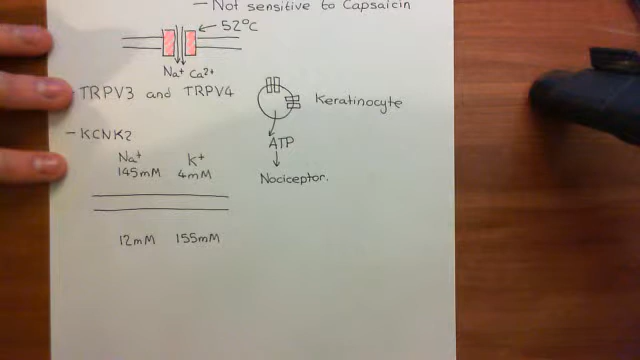 - Not sensitive to Capsaicin
52°C
Na+ Ca2+
- TRPV3 and TRPV4
Keratinocyte
ATP
Nociceptor.
- KCNK2
Na+ K+
145mM 4mM
12mM 155mM